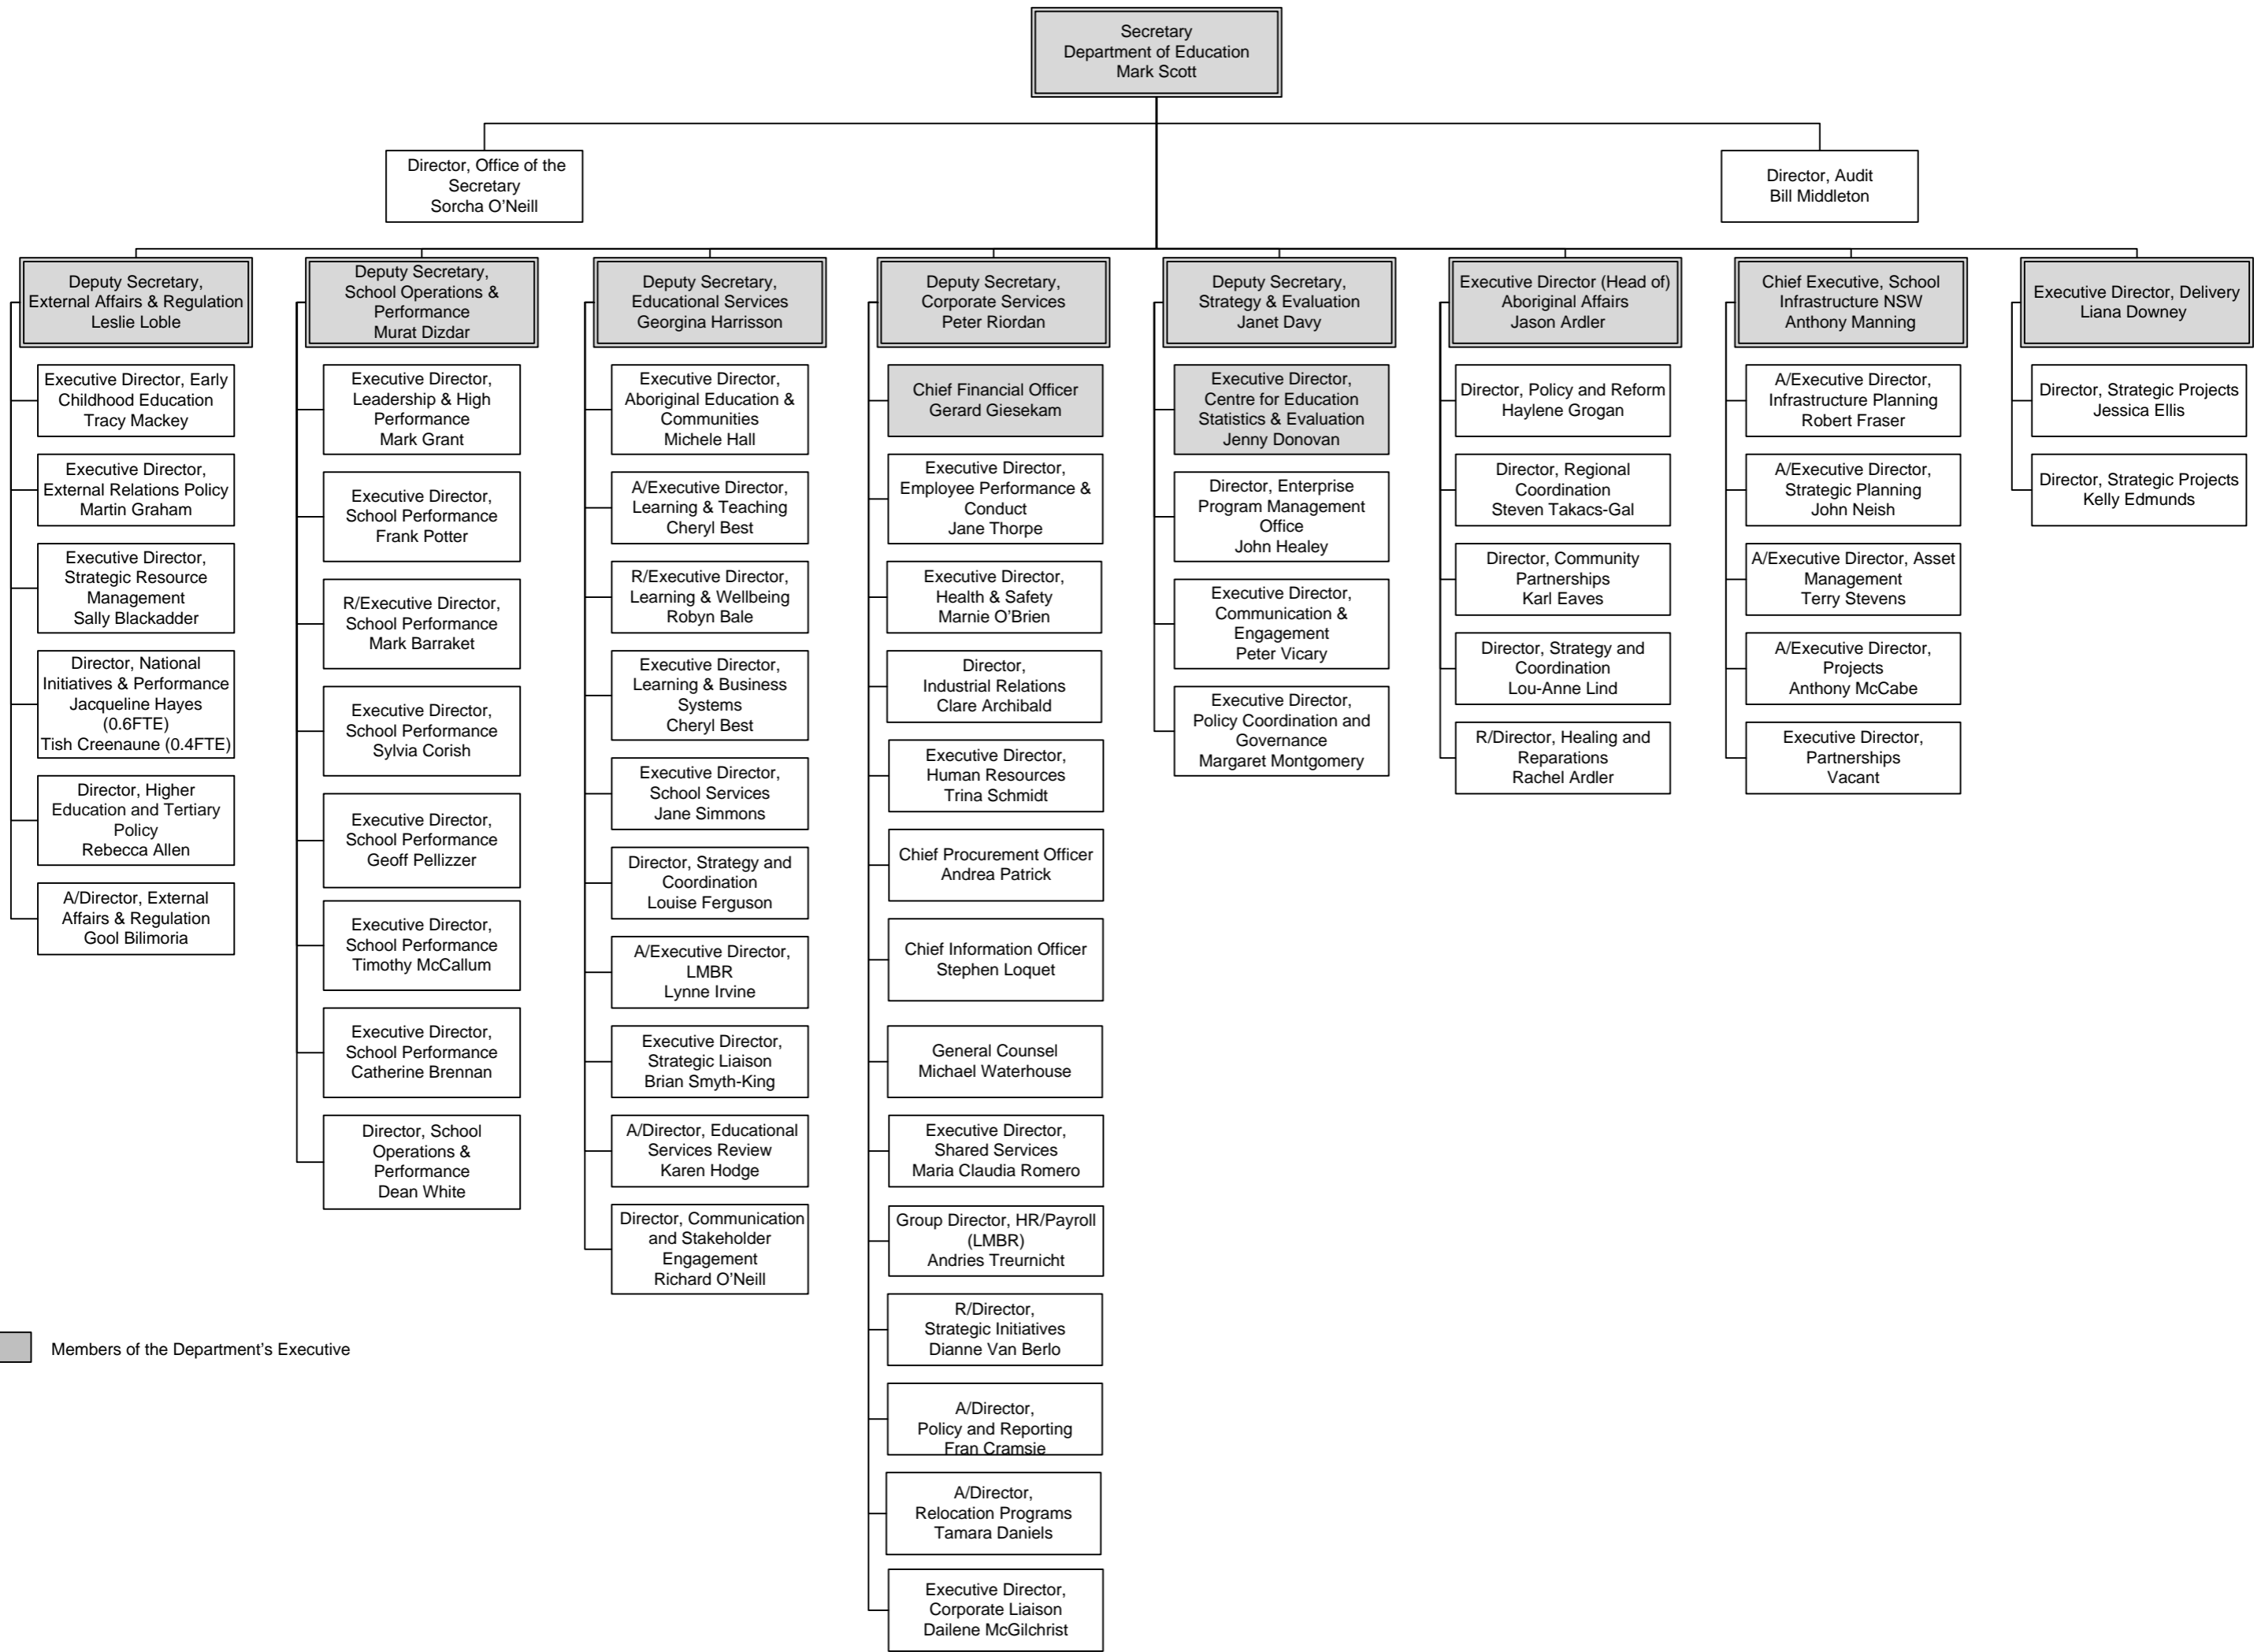 Secretary
Department of Education
Mark Scott
Director, Office of the
Secretary
Sorcha O’Neill
Director, Audit
Bill Middleton
Deputy Secretary,
External Affairs & Regulation
Leslie Loble
Executive Director, Early
Childhood Education
Tracy Mackey
Executive Director,
External Relations Policy
Martin Graham
Executive Director,
Strategic Resource
Management
Sally Blackadder
Director, National
Initiatives & Performance
Jacqueline Hayes
(0.6FTE)
Tish Creenaune (0.4FTE)
Director, Higher
Education and Tertiary
Policy
Rebecca Allen
A/Director, External
Affairs & Regulation
Gool Bilimoria
Deputy Secretary,
School Operations &
Performance
Murat Dizdar
Executive Director,
Leadership & High
Performance
Mark Grant
Executive Director,
School Performance
Frank Potter
R/Executive Director,
School Performance
Mark Barraket
Executive Director,
School Performance
Sylvia Corish
Executive Director,
School Performance
Geoff Pellizzer
Executive Director,
School Performance
Timothy McCallum
Executive Director,
School Performance
Catherine Brennan
Director, School
Operations &
Performance
Dean White
Deputy Secretary,
Educational Services
Georgina Harrisson
Executive Director,
Aboriginal Education &
Communities
Michele Hall
A/Executive Director,
Learning & Teaching
Cheryl Best
R/Executive Director,
Learning & Wellbeing
Robyn Bale
Executive Director,
Learning & Business
Systems
Cheryl Best
Executive Director,
School Services
Jane Simmons
Director, Strategy and
Coordination
Louise Ferguson
A/Executive Director,
LMBR
Lynne Irvine
Executive Director,
Strategic Liaison
Brian Smyth-King
A/Director, Educational
Services Review
Karen Hodge
Director, Communication
and Stakeholder
Engagement
Richard O’Neill
Deputy Secretary,
Corporate Services
Peter Riordan
Chief Financial Officer
Gerard Giesekam
Executive Director,
Employee Performance &
Conduct
Jane Thorpe
Executive Director,
Health & Safety
Marnie O’Brien
Director,
Industrial Relations
Clare Archibald
Executive Director,
Human Resources
Trina Schmidt
Chief Procurement Officer
Andrea Patrick
Chief Information Officer
Stephen Loquet
General Counsel
Michael Waterhouse
Executive Director,
Shared Services
Maria Claudia Romero
Group Director, HR/Payroll
(LMBR)
Andries Treurnicht
R/Director,
Strategic Initiatives
Dianne Van Berlo
A/Director,
Policy and Reporting
Fran Cramsie
A/Director,
Relocation Programs
Tamara Daniels
Executive Director,
Corporate Liaison
Dailene McGilchrist
Deputy Secretary,
Strategy & Evaluation
Janet Davy
Executive Director,
Centre for Education
Statistics & Evaluation
Jenny Donovan
Director, Enterprise
Program Management
Office
John Healey
Executive Director,
Communication &
Engagement
Peter Vicary
Executive Director,
Policy Coordination and
Governance
Margaret Montgomery
Executive Director (Head of)
Aboriginal Affairs
Jason Ardler
Director, Policy and Reform
Haylene Grogan
Director, Regional
Coordination
Steven Takacs-Gal
Director, Community
Partnerships
Karl Eaves
Director, Strategy and
Coordination
Lou-Anne Lind
R/Director, Healing and
Reparations
Rachel Ardler
Chief Executive, School
Infrastructure NSW
Anthony Manning
A/Executive Director,
Infrastructure Planning
Robert Fraser
A/Executive Director,
Strategic Planning
John Neish
A/Executive Director, Asset
Management
Terry Stevens
A/Executive Director,
Projects
Anthony McCabe
Executive Director,
Partnerships
Vacant
Executive Director, Delivery
Liana Downey
Director, Strategic Projects
Jessica Ellis
Director, Strategic Projects
Kelly Edmunds
Members of the Department’s Executive